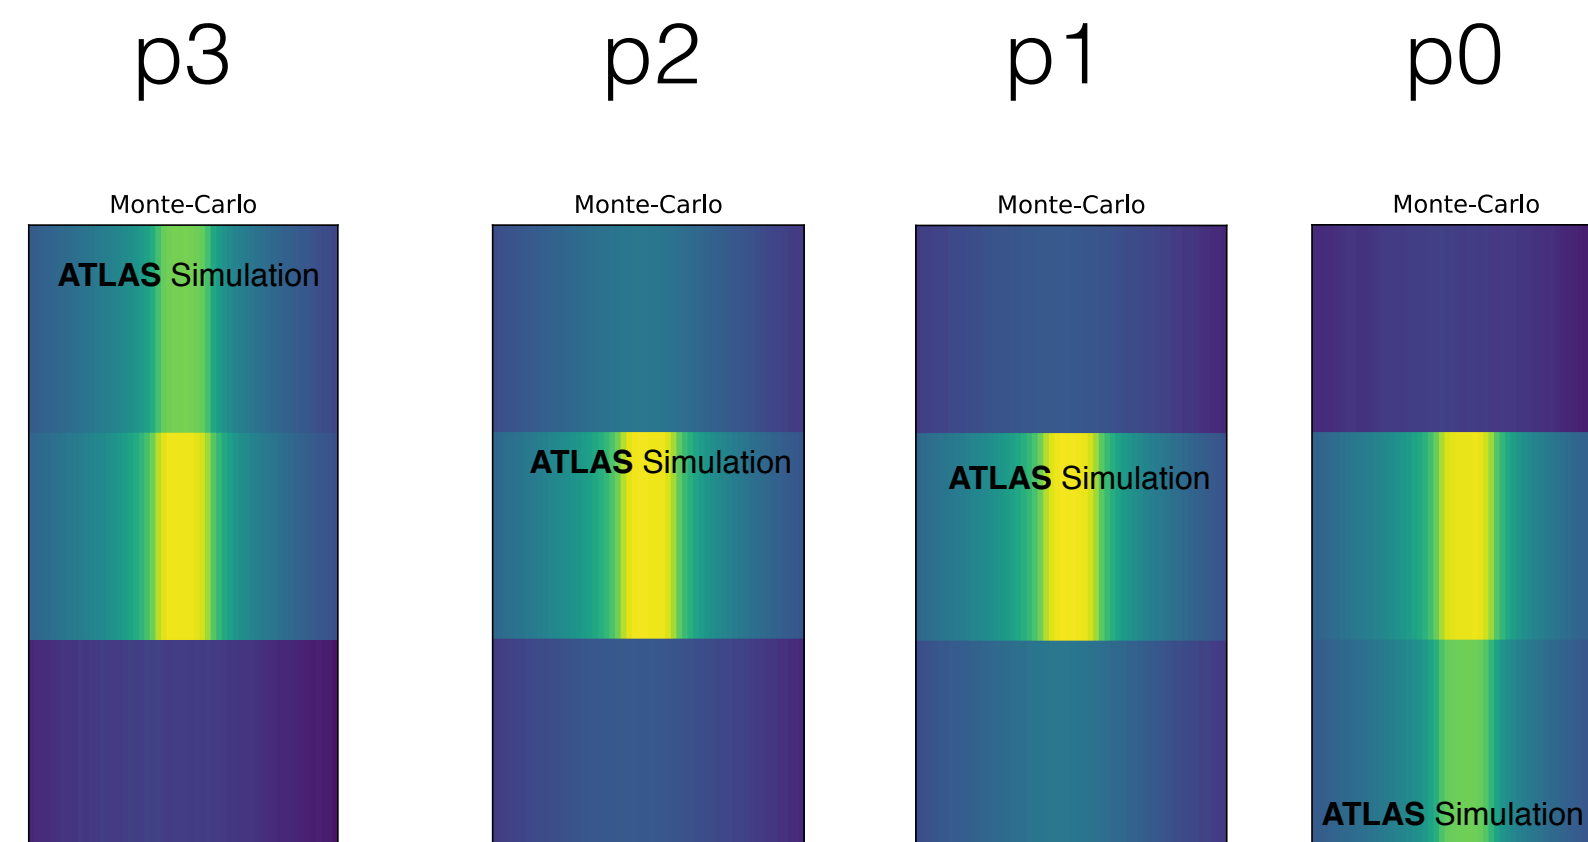 p3 p2 p1 p0
Monte-Carlo Monte-Carlo Monte-Carlo Monte-Carlo
ATLAS Simulation
ATLAS Simulation
ATLAS Simulation
ATLAS Simulation